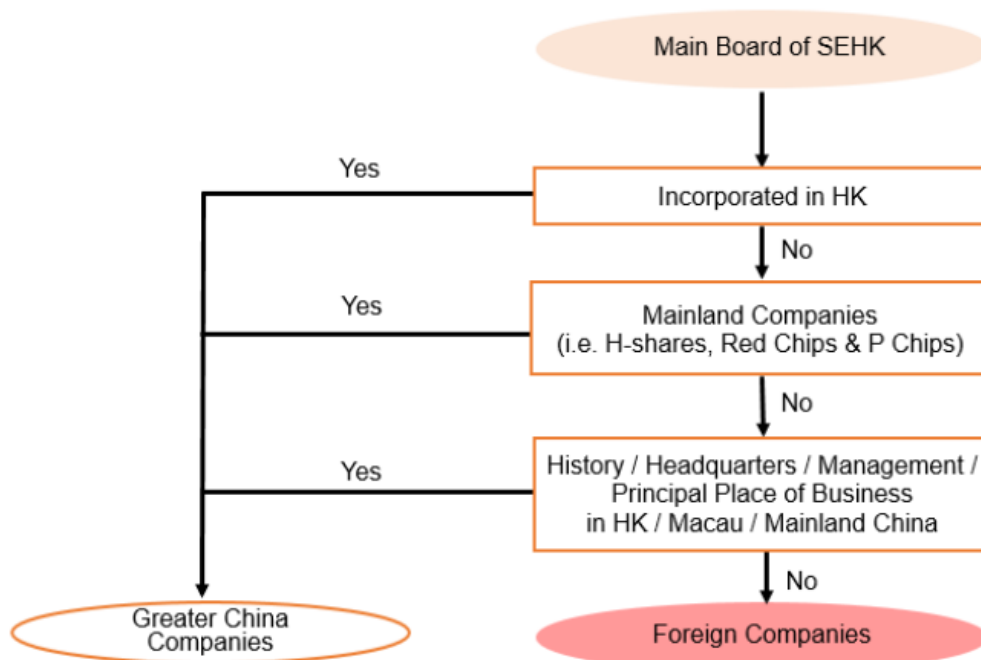 Main Board of SEHK
Yes
Incorporated in HK
No
Yes
Mainland Companies
(i.e. H-shares, Red Chips & P Chips)
No
Yes
History / Headquarters / Management /
Principal Place of Business
in HK / Macau / Mainland China
No
Greater China
Companies
Foreign Companies